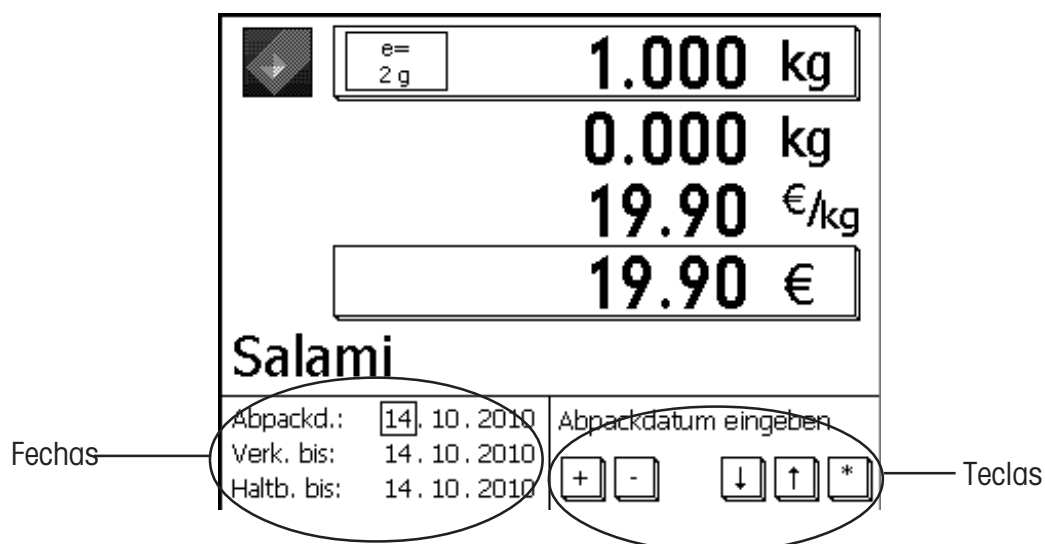 e=
2 g
1.000 kg
0.000 kg
19.90 €/kg
19.90 €
Salami
Abpackd.: 14. 10. 2010
Verk. bis: 14. 10. 2010
Haltb. bis: 14. 10. 2010
Abpackdatum eingeben
+ - ↓ ↑ *
Fechas
Teclas